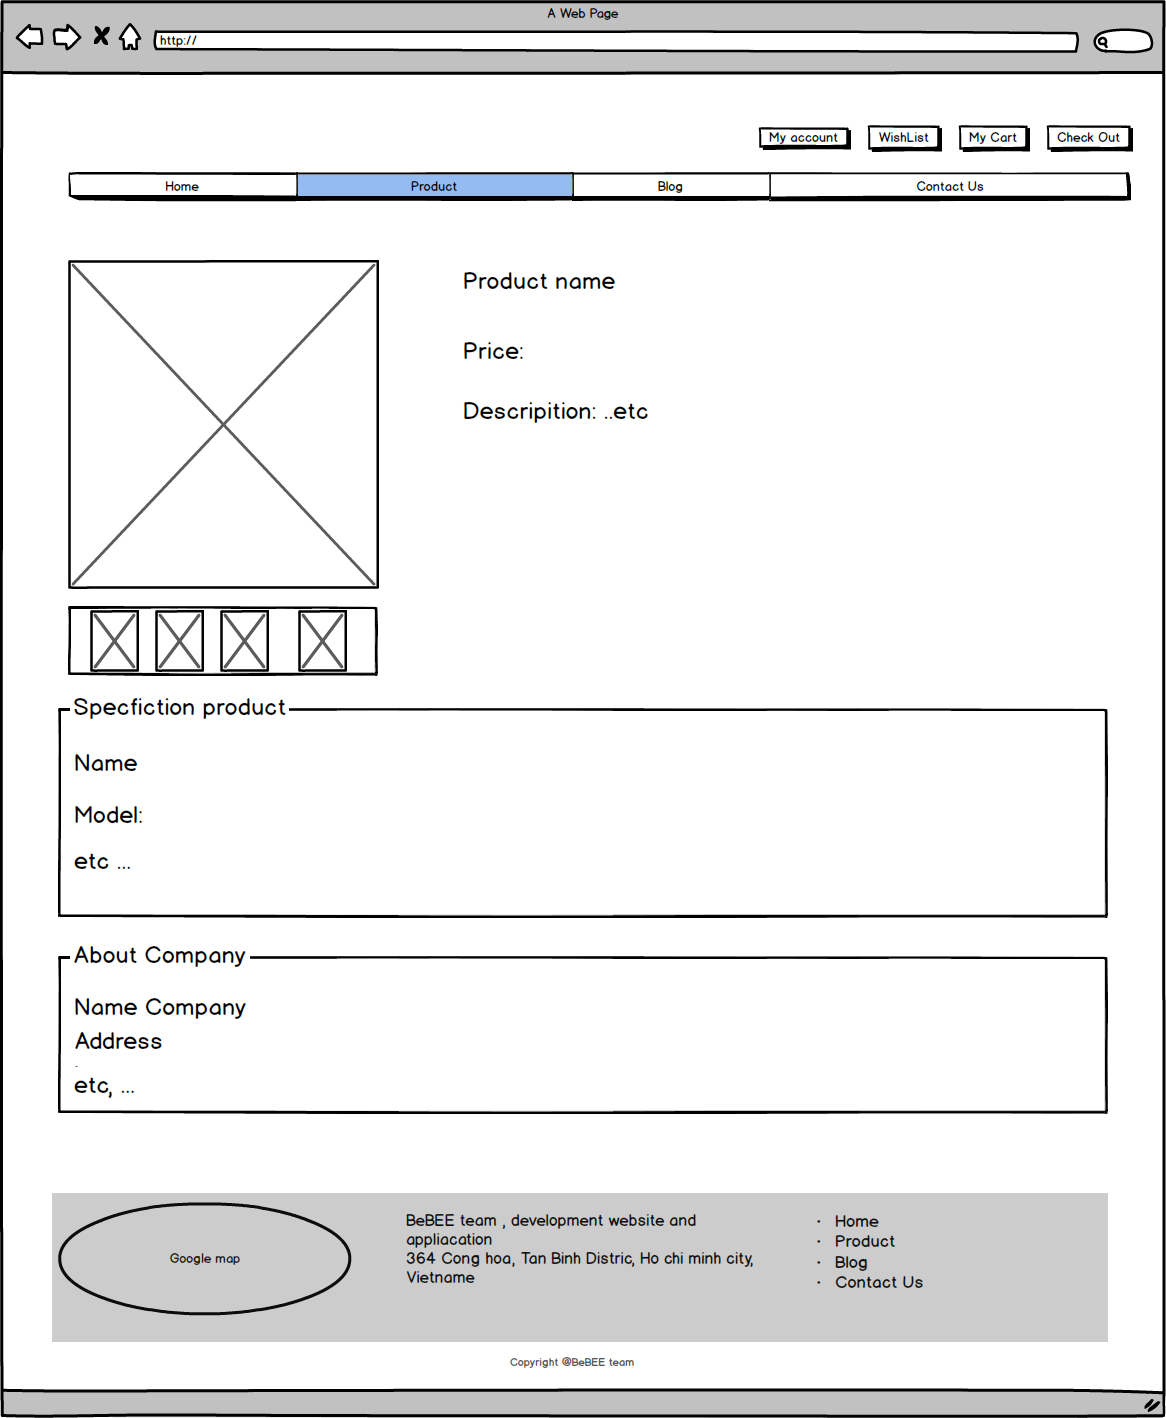 A Web Page
http://
My account WishList My Cart Check Out
Home Product Blog Contact Us
Product name
Price:
Descripition: ..etc
Specfiction product
Name
Model:
etc ...
About Company
Name Company
Address
.
etc, ...
Google map
BeBEE team , development website and
appliacation
364 Cong hoa, Tan Binh Distric, Ho chi minh city,
Vietname
· Home
· Product
· Blog
· Contact Us
Copyright @BeBEE team